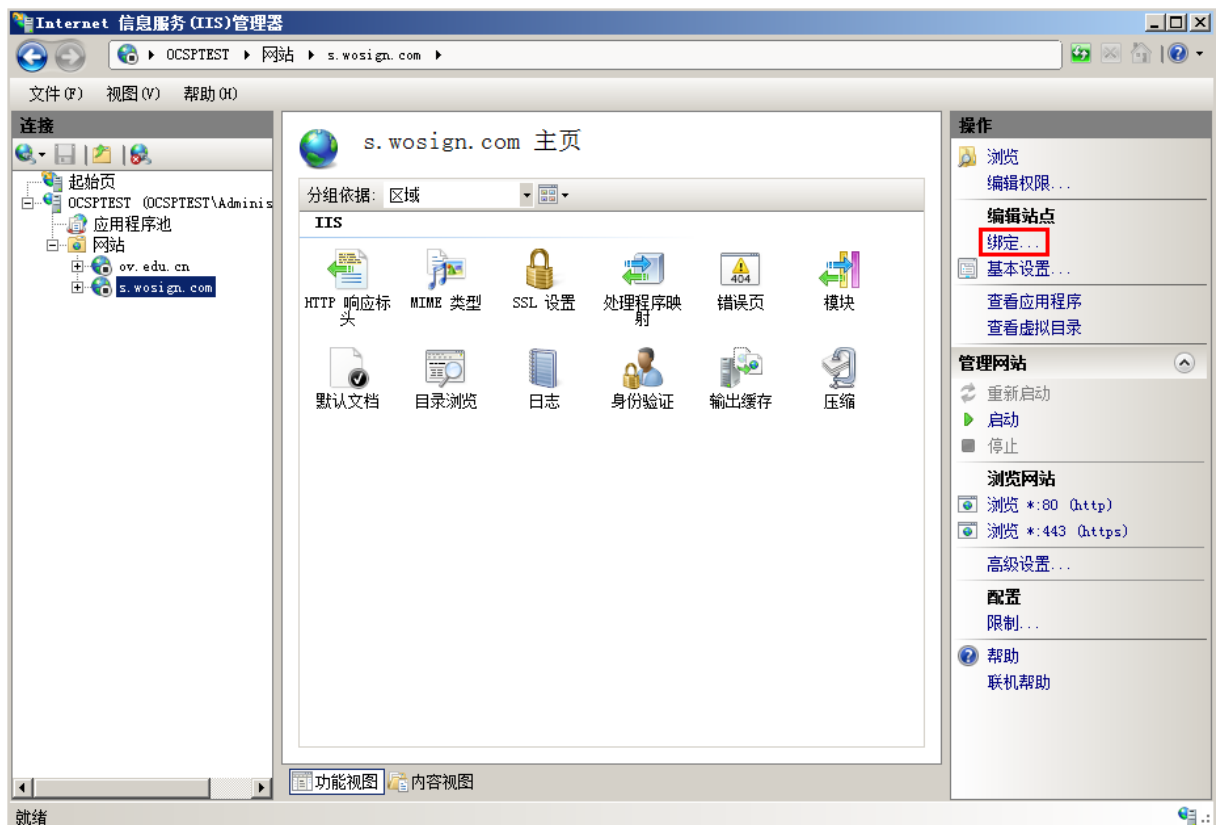 Internet 信息服务(IIS)管理器
OCSPTEST 网站 s.wosign.com
文件(F) 视图(V) 帮助(H)
连接
起始页
OCSPTEST (OCSPTEST\Adminis
应用程序池
网站
ov.edu.cn
s.wosign.com
s.wosign.com 主页
分组依据: 区域
IIS
HTTP 响应标头
MIME 类型
SSL 设置
处理程序映射
404
错误页
模块
默认文档
目录浏览
日志
身份验证
输出缓存
压缩
功能视图 内容视图
操作
浏览
编辑权限...
编辑站点
绑定...
基本设置...
查看应用程序
查看虚拟目录
管理网站
重新启动
启动
停止
浏览网站
浏览 *:80 (http)
浏览 *:443 (https)
高级设置...
配置
限制...
帮助
联机帮助
就绪